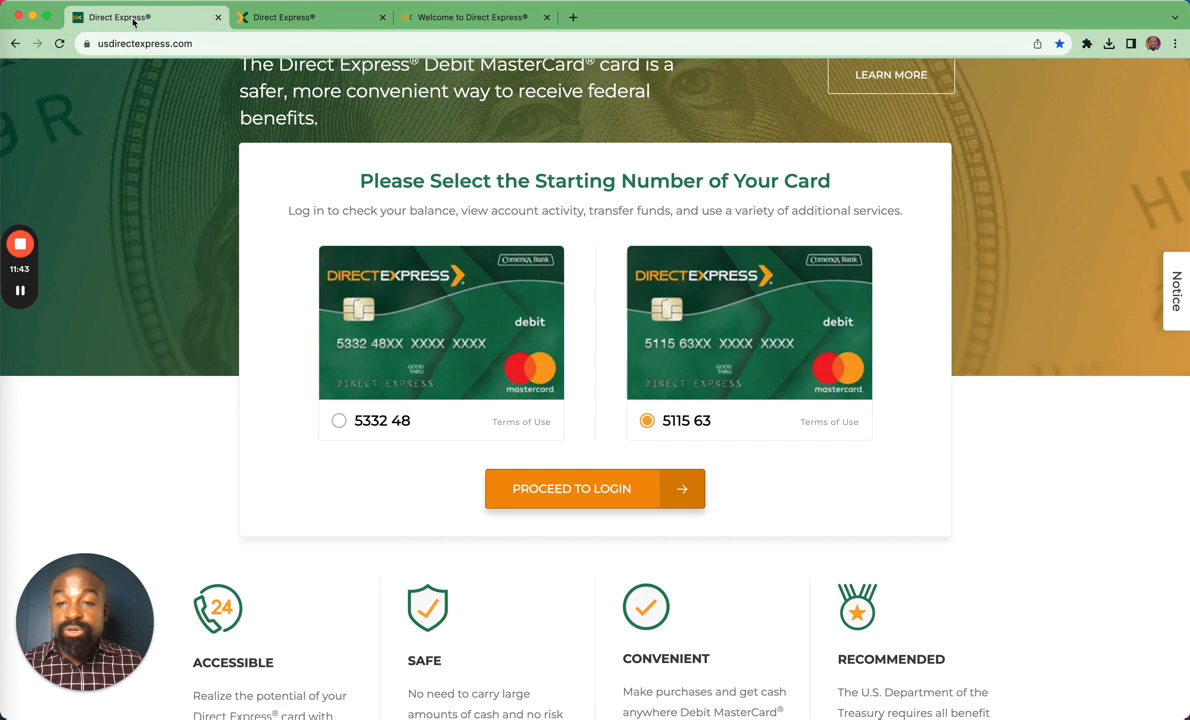 Direct Express®
Direct Express®
Welcome to Direct Express®
usdirectexpress.com
The Direct Express® Debit MasterCard® card is a
safer, more convenient way to receive federal
benefits.
LEARN MORE
Please Select the Starting Number of Your Card
Log in to check your balance, view account activity, transfer funds, and use a variety of additional services.
Comerica Bank
DIRECTEXPRESS
debit
5332 48XX XXXX XXXX
GOOD
THRU
DIRECT EXPRESS
mastercard.
5332 48
Terms of Use
Comerica Bank
DIRECTEXPRESS
debit
5115 63XX XXXX XXXX
GOOD
THRU
DIRECT EXPRESS
mastercard.
5115 63
Terms of Use
PROCEED TO LOGIN
Notice
11:43
24
ACCESSIBLE
Realize the potential of your
Direct Express® card with
SAFE
No need to carry large
amounts of cash and no risk
CONVENIENT
Make purchases and get cash
anywhere Debit MasterCard®
RECOMMENDED
The U.S. Department of the
Treasury requires all benefit